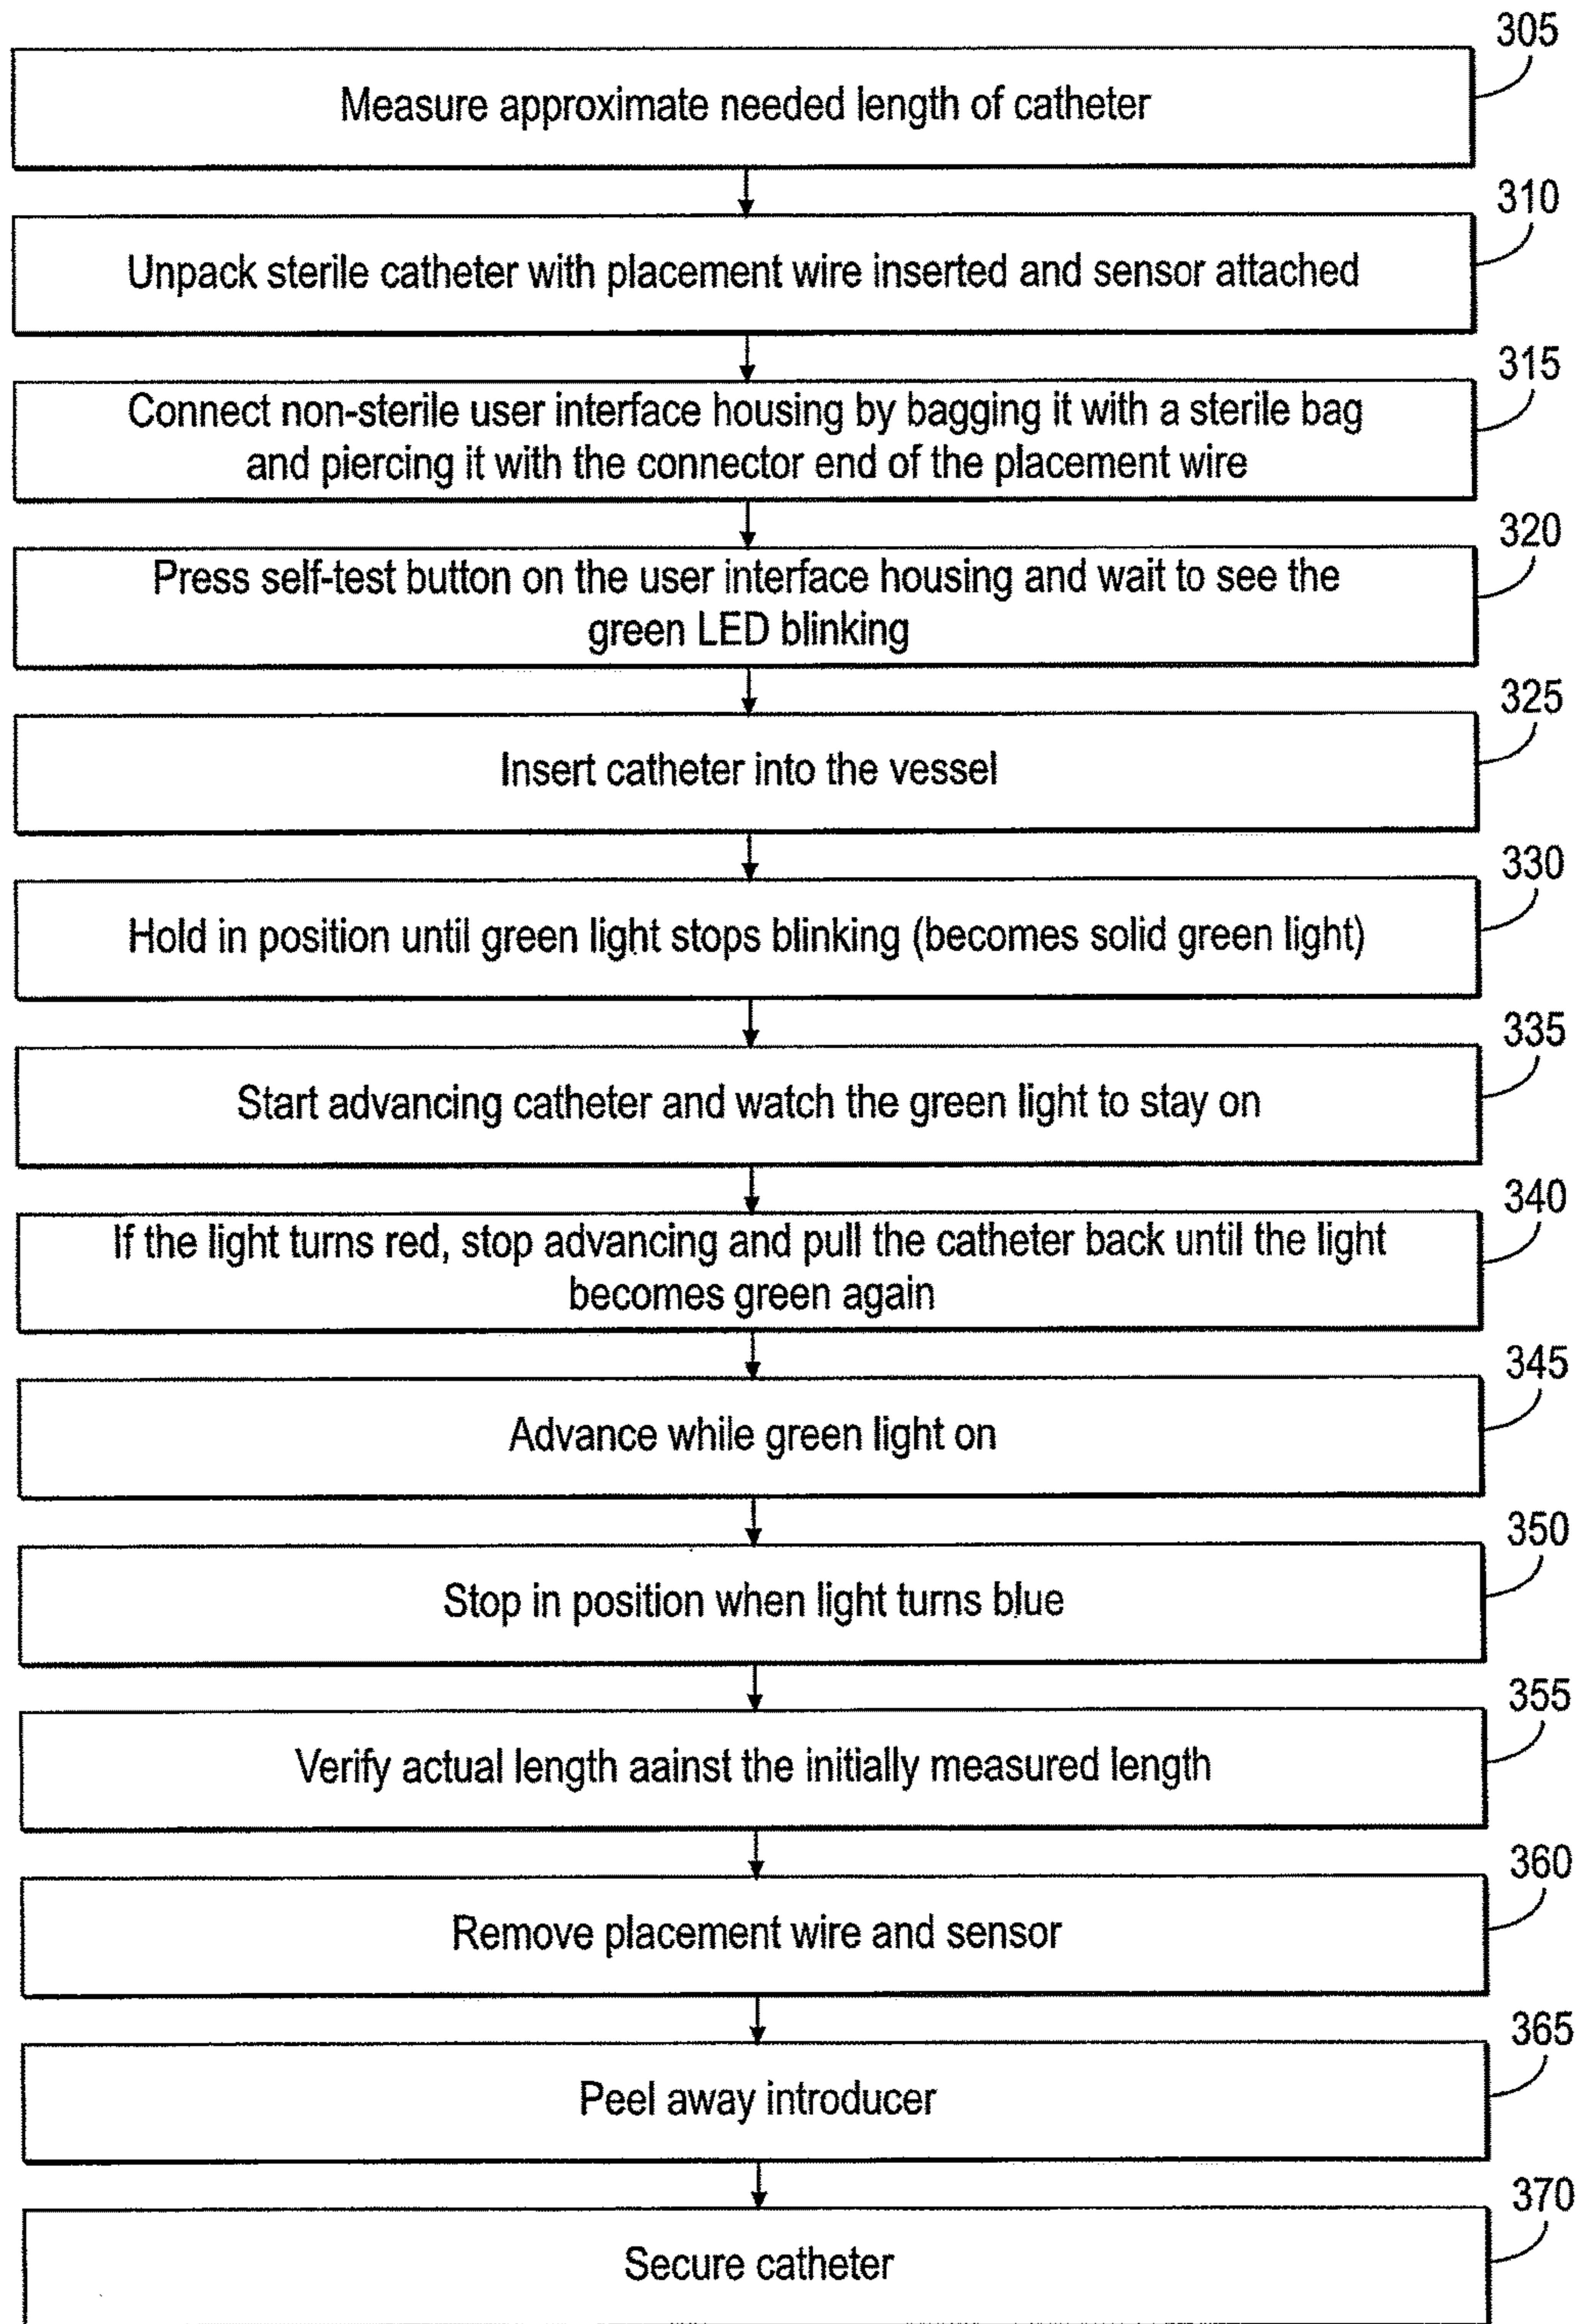 305
Measure approximate needed length of catheter
310
Unpack sterile catheter with placement wire inserted and sensor attached
315
Connect non-sterile user interface housing by bagging it with a sterile bag
and piercing it with the connector end of the placement wire
320
Press self-test button on the user interface housing and wait to see the
green LED blinking
325
Insert catheter into the vessel
330
Hold in position until green light stops blinking (becomes solid green light)
335
Start advancing catheter and watch the green light to stay on
340
If the light turns red, stop advancing and pull the catheter back until the light
becomes green again
345
Advance while green light on
350
Stop in position when light turns blue
355
Verify actual length aainst the initially measured length
360
Remove placement wire and sensor
365
Peel away introducer
370
Secure catheter